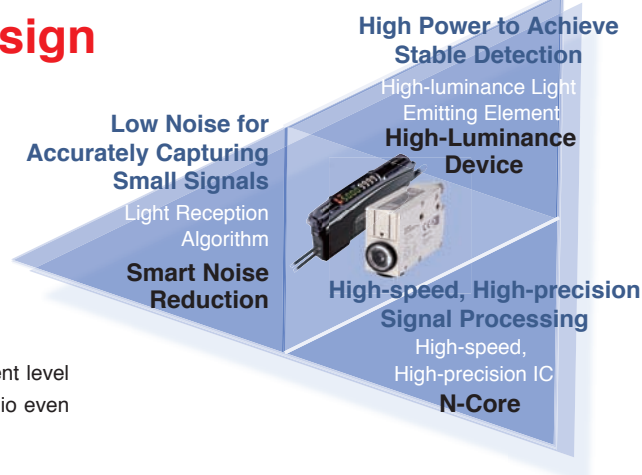 sign
High Power to Achieve
Stable Detection
High-luminance Light
Emitting Element
High-Luminance
Device
Low Noise for
Accurately Capturing
Small Signals
Light Reception
Algorithm
Smart Noise
Reduction
High-speed, High-precision
Signal Processing
High-speed,
High-precision IC
N-Core
ent level
io even